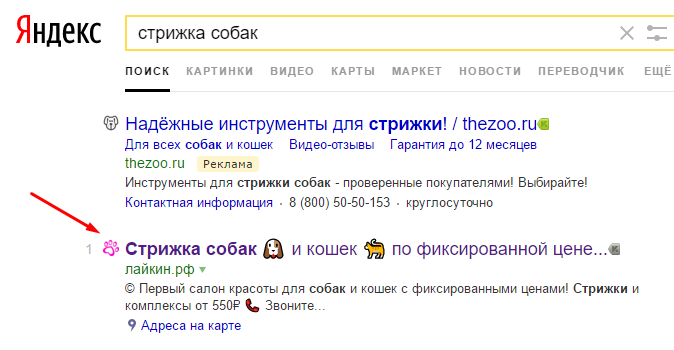 Яндекс
стрижка собак
ПОИСК КАРТИНКИ ВИДЕО КАРТЫ МАРКЕТ НОВОСТИ ПЕРЕВОДЧИК ЕЩЁ
Надёжные инструменты для стрижки! / thezoo.ru
Для всех собак и кошек Видео-отзывы Гарантия до 12 месяцев
thezoo.ru Реклама
Инструменты для стрижки собак - проверенные покупателями! Выбирайте!
Контактная информация · 8 (800) 50-50-153 · круглосуточно
1 Стрижка собак 🐶 и кошек 🐈 по фиксированной цене...
лайкин.рф
© Первый салон красоты для собак и кошек с фиксированными ценами! Стрижки и
комплексы от 550₽ 📞 Звоните...
Адреса на карте